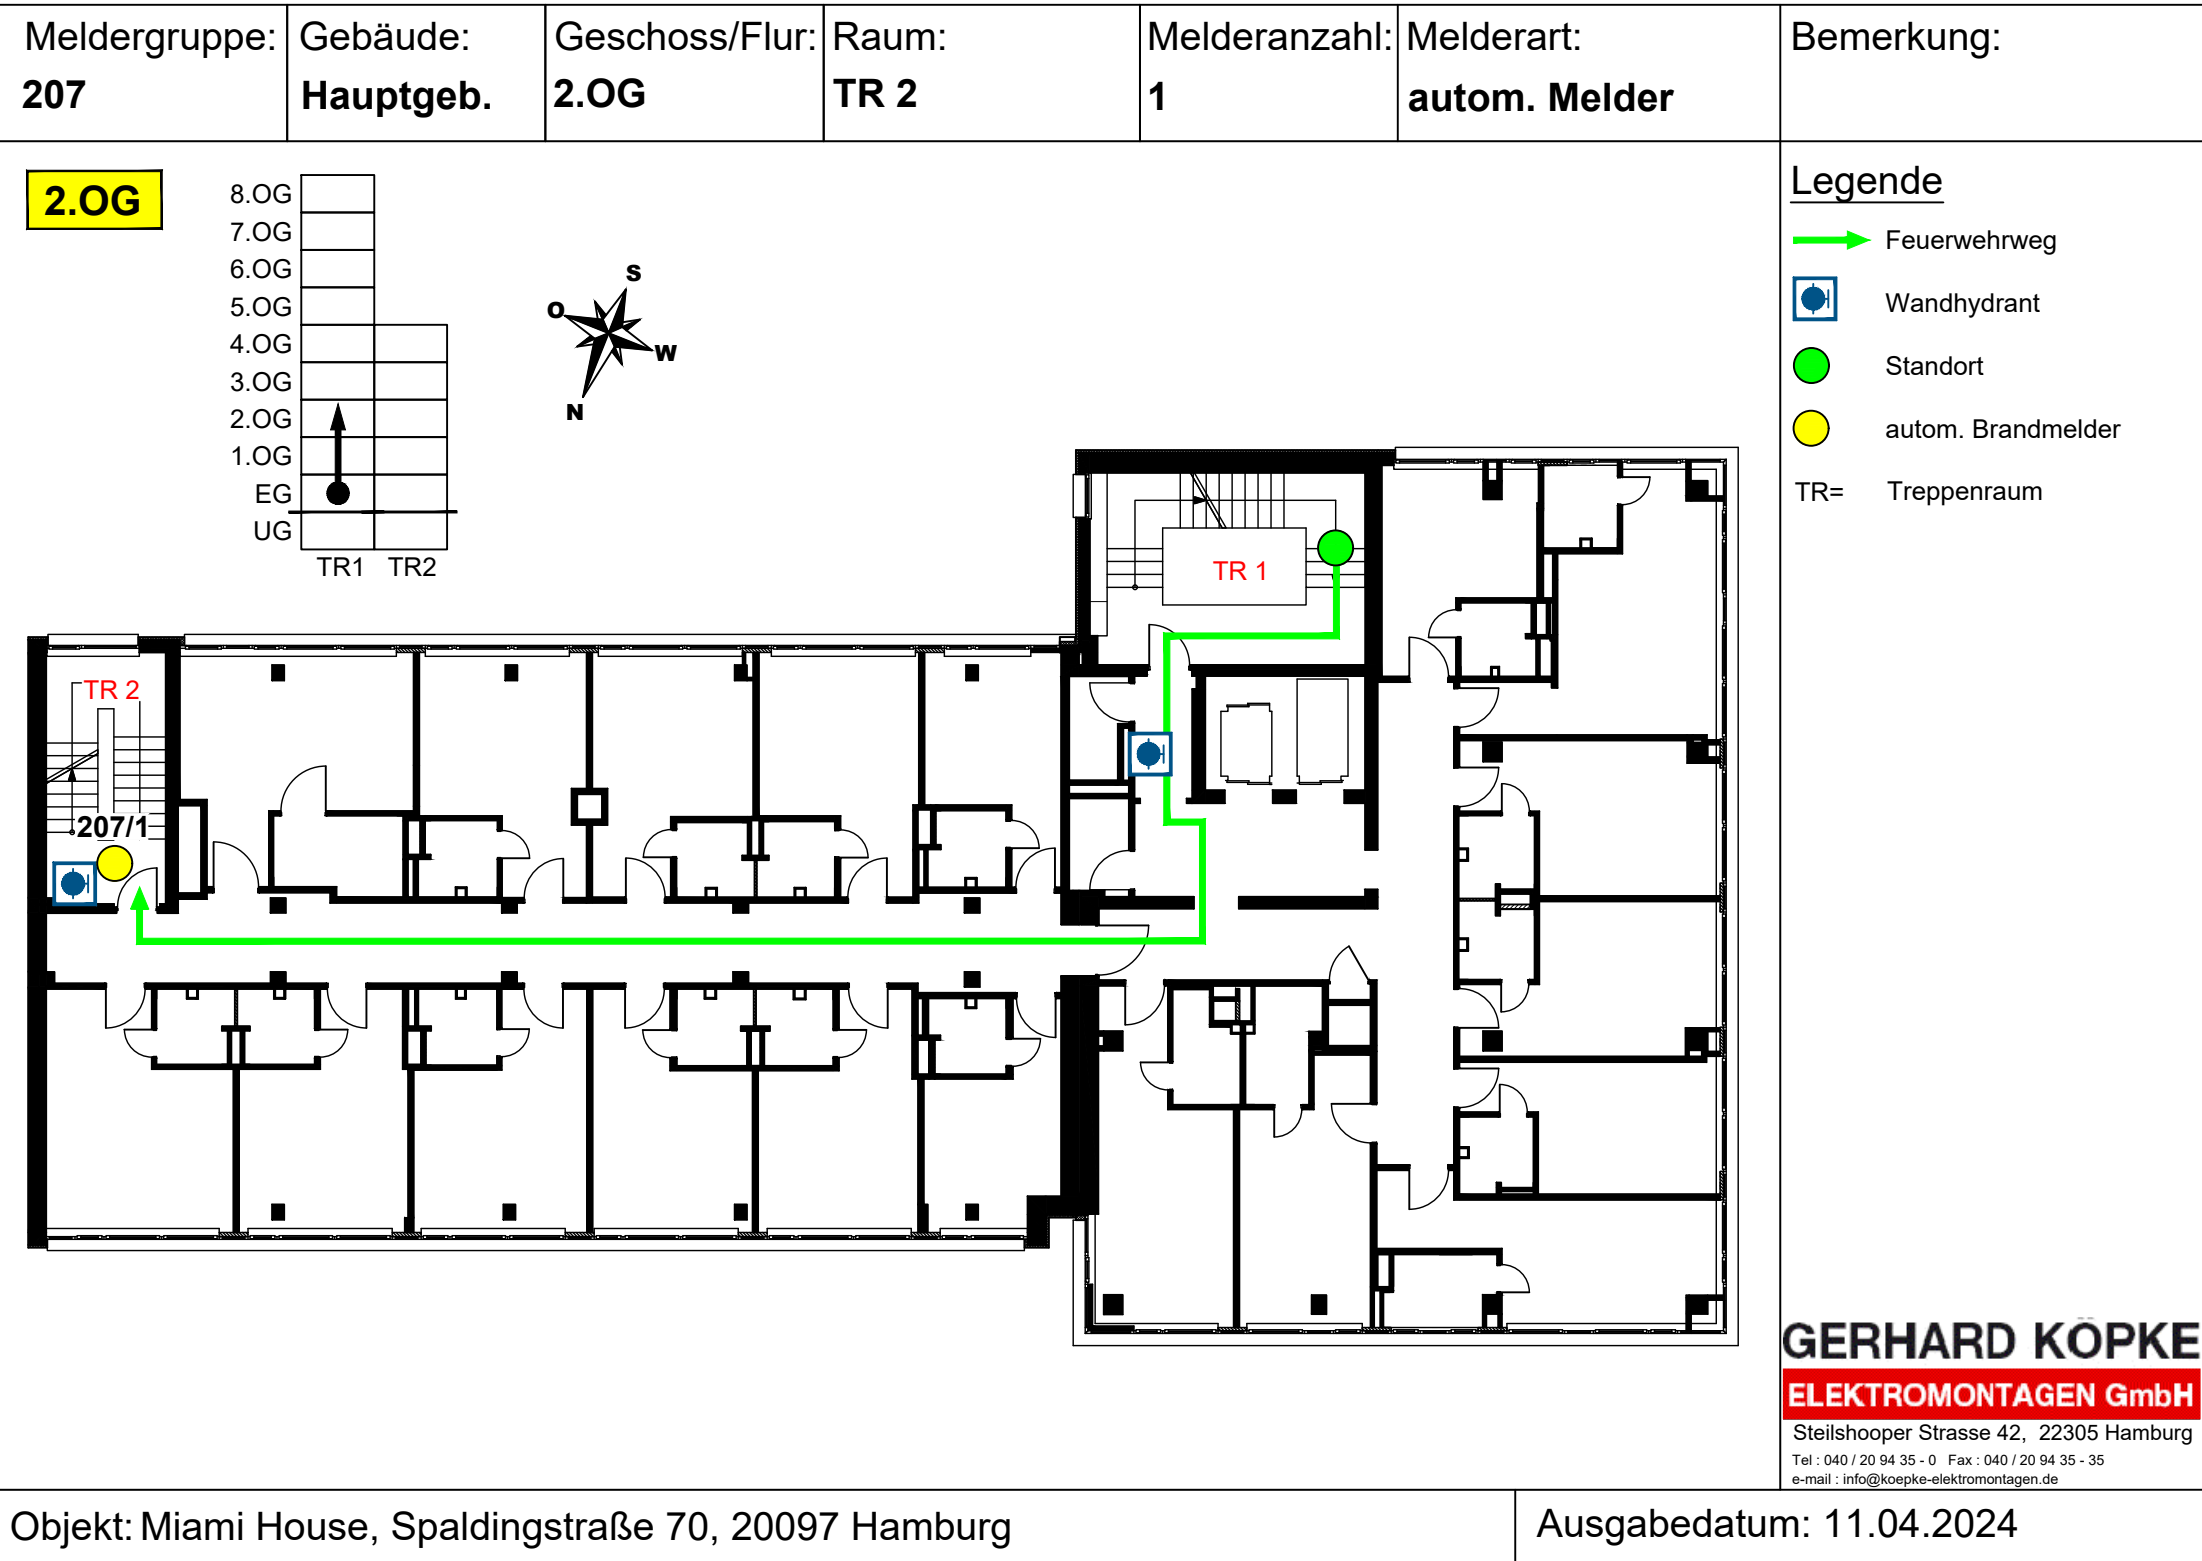 Meldergruppe: Gebäude: Geschoss/Flur: Raum: Melderanzahl: Melderart: Bemerkung:
207 Hauptgeb. 2.OG TR 2 1 autom. Melder
2.OG
8.OG
7.OG
6.OG
5.OG
4.OG
3.OG
2.OG
1.OG
EG
UG
TR1 TR2
S
O
W
N
Legende
Feuerwehrweg
Wandhydrant
Standort
autom. Brandmelder
TR= Treppenraum
TR 1
TR 2
207/1
GERHARD KÖPKE
ELEKTROMONTAGEN GmbH
Steilshooper Strasse 42, 22305 Hamburg
Tel : 040 / 20 94 35 - 0 Fax : 040 / 20 94 35 - 35
e-mail : info@koepke-elektromontagen.de
Objekt: Miami House, Spaldingstraße 70, 20097 Hamburg
Ausgabedatum: 11.04.2024